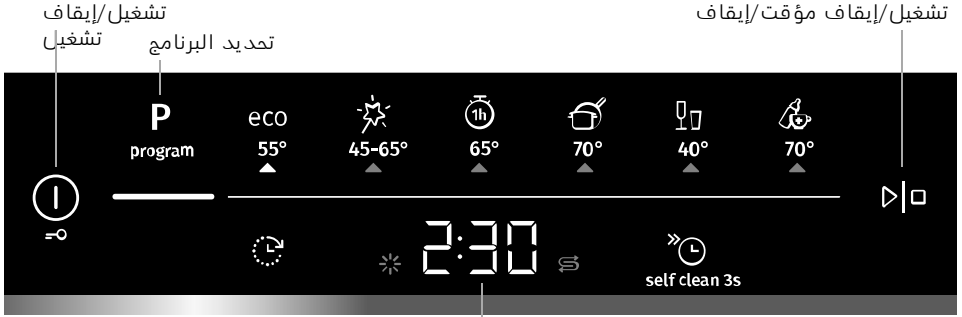 تشغيل/إيقاف
تشغيل
تحديد البرنامج
تشغيل/إيقاف مؤقت/إيقاف
P
program
eco
55°
45-65°
1h
65°
70°
40°
70°
2:30
self clean 3s